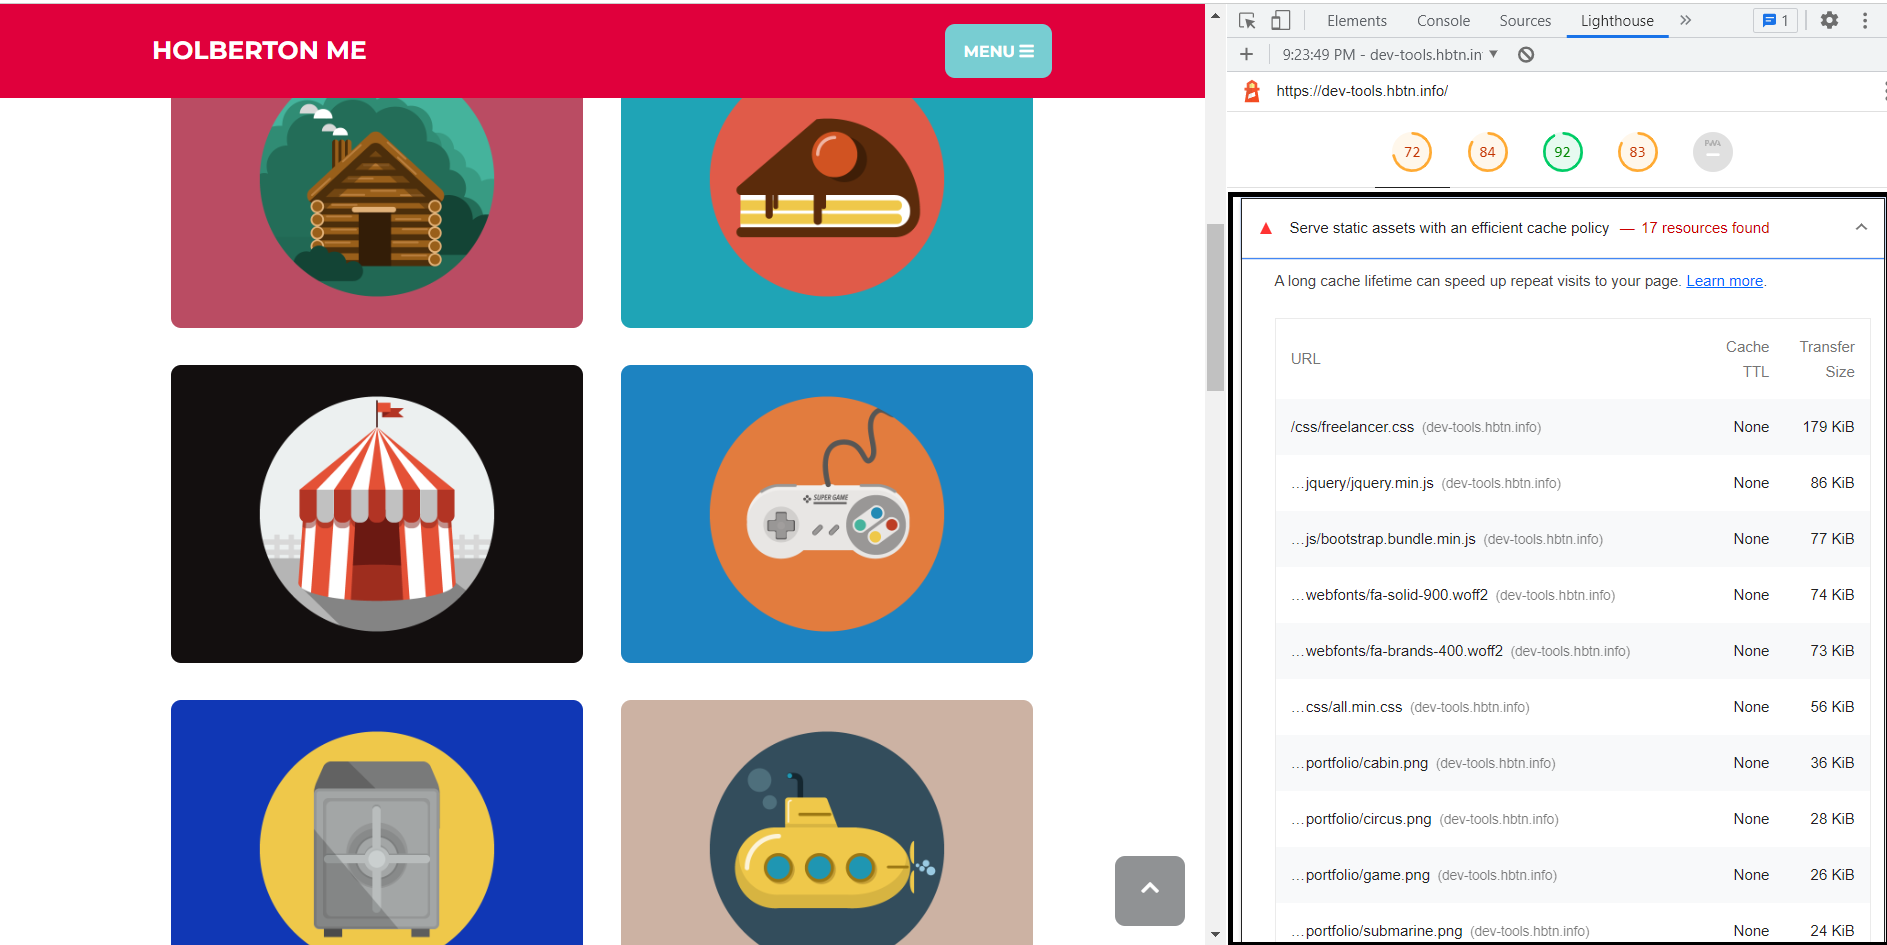 HOLBERTON ME
MENU
SUPER GAME
Elements Console Sources Lighthouse 1
9:23:49 PM - dev-tools.hbtn.in
https://dev-tools.hbtn.info/
72 84 92 83 PWA
Serve static assets with an efficient cache policy — 17 resources found
A long cache lifetime can speed up repeat visits to your page. Learn more.
URL Cache TTL Transfer Size
/css/freelancer.css (dev-tools.hbtn.info) None 179 KiB
…jquery/jquery.min.js (dev-tools.hbtn.info) None 86 KiB
…js/bootstrap.bundle.min.js (dev-tools.hbtn.info) None 77 KiB
…webfonts/fa-solid-900.woff2 (dev-tools.hbtn.info) None 74 KiB
…webfonts/fa-brands-400.woff2 (dev-tools.hbtn.info) None 73 KiB
…css/all.min.css (dev-tools.hbtn.info) None 56 KiB
…portfolio/cabin.png (dev-tools.hbtn.info) None 36 KiB
…portfolio/circus.png (dev-tools.hbtn.info) None 28 KiB
…portfolio/game.png (dev-tools.hbtn.info) None 26 KiB
…portfolio/submarine.png (dev-tools.hbtn.info) None 24 KiB